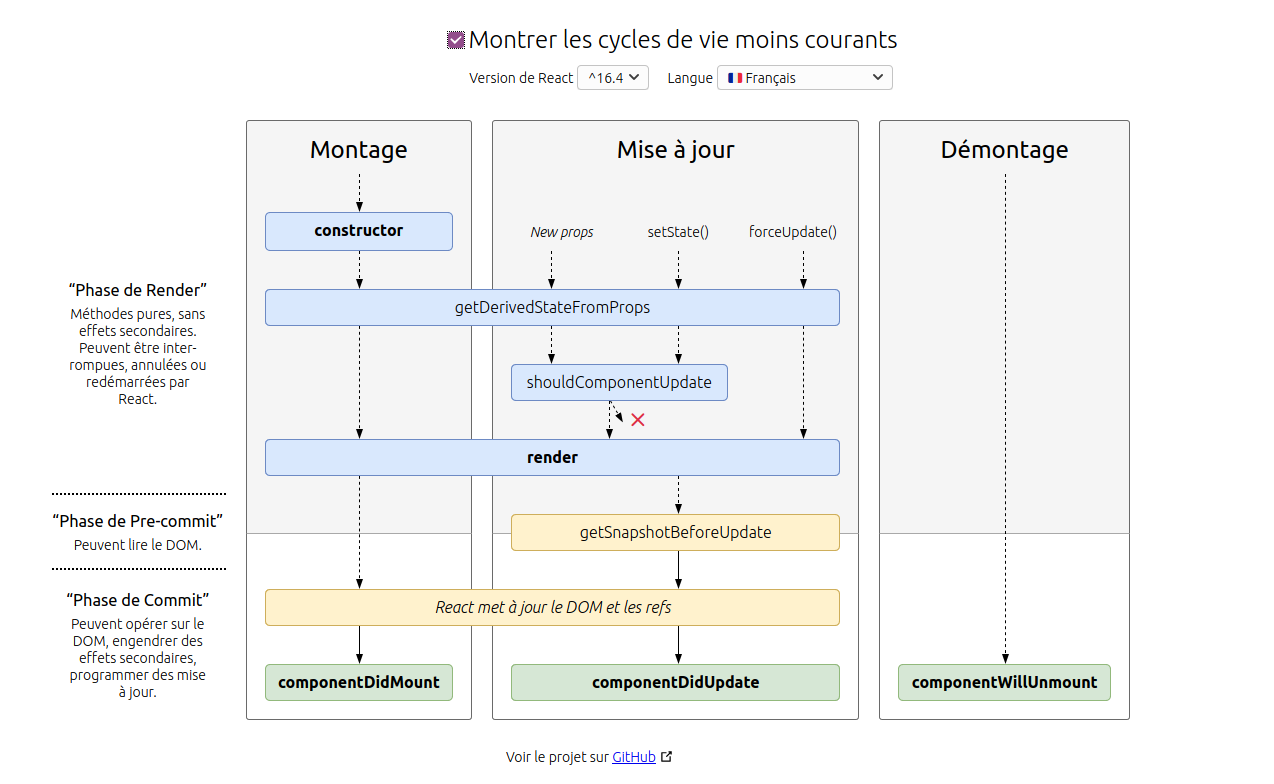 Montrer les cycles de vie moins courants
Version de React ^16.4 Langue Français
Montage Mise à jour Démontage
constructor
New props setState() forceUpdate()
“Phase de Render”
Méthodes pures, sans
effets secondaires.
Peuvent être inter-
rompues, annulées ou
redémarrées par
React.
getDerivedStateFromProps
shouldComponentUpdate
render
“Phase de Pre-commit”
Peuvent lire le DOM.
getSnapshotBeforeUpdate
“Phase de Commit”
Peuvent opérer sur le
DOM, engendrer des
effets secondaires,
programmer des mise
à jour.
React met à jour le DOM et les refs
componentDidMount componentDidUpdate componentWillUnmount
Voir le projet sur GitHub